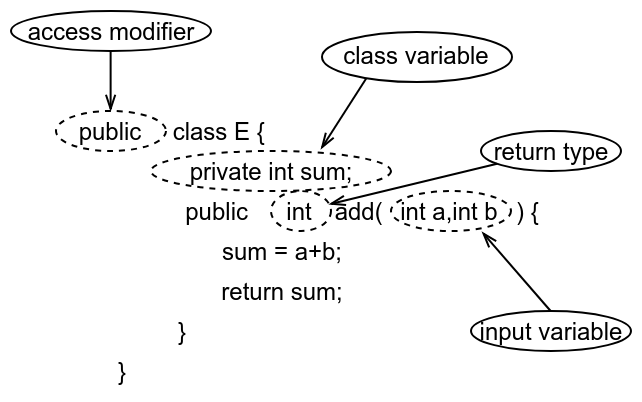 access modifier
class variable
public class E {
private int sum;
return type
public int add( int a,int b ) {
sum = a+b;
return sum;
input variable
}
}